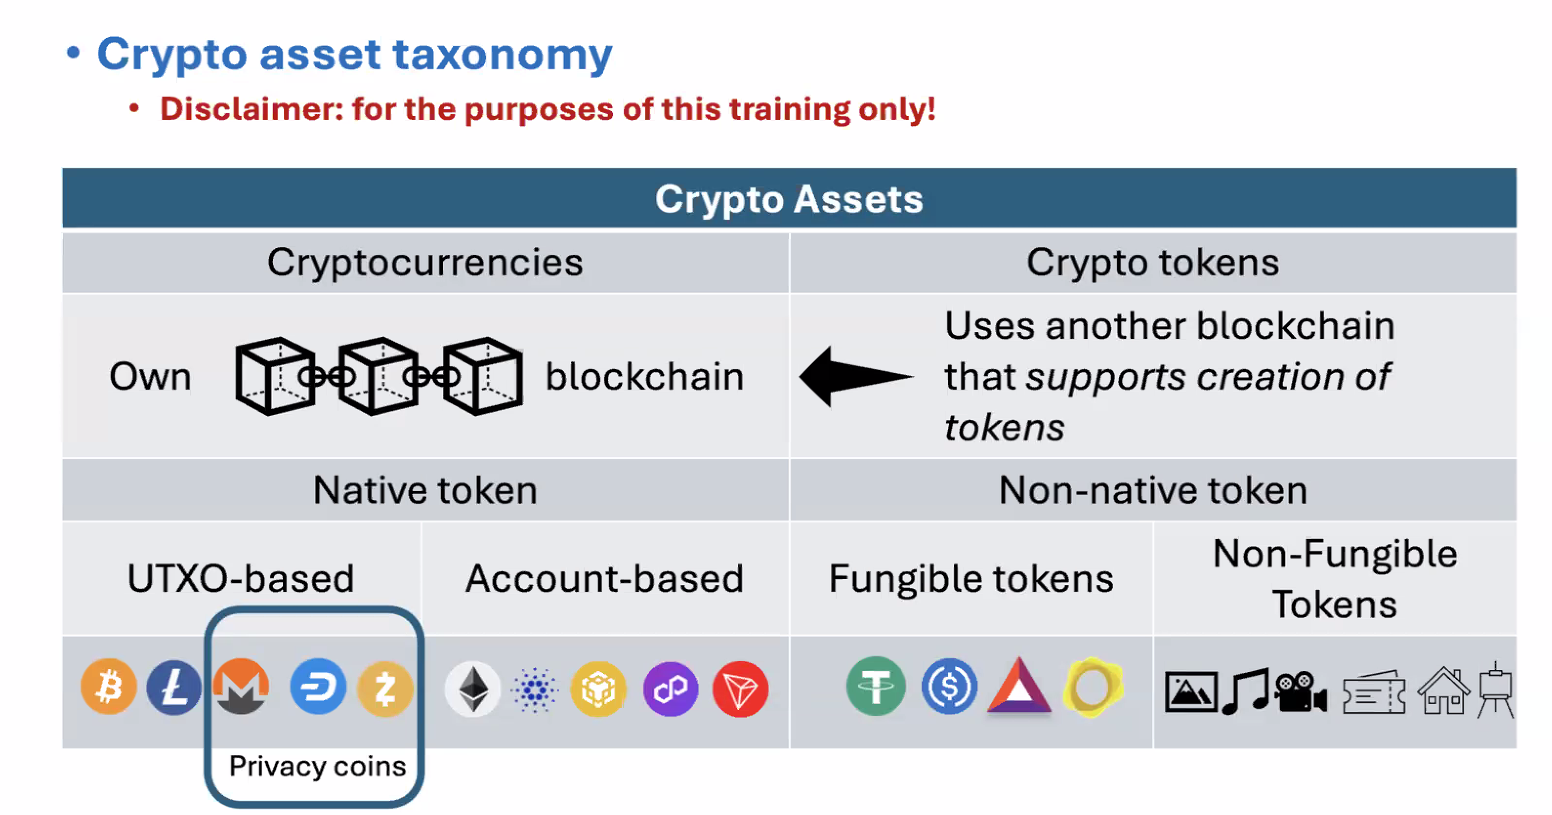 • Crypto asset taxonomy
• Disclaimer: for the purposes of this training only!
Crypto Assets
Cryptocurrencies
Crypto tokens
Own
blockchain
Uses another blockchain
that supports creation of
tokens
Native token
Non-native token
UTXO-based
Account-based
Fungible tokens
Non-Fungible
Tokens
Privacy coins